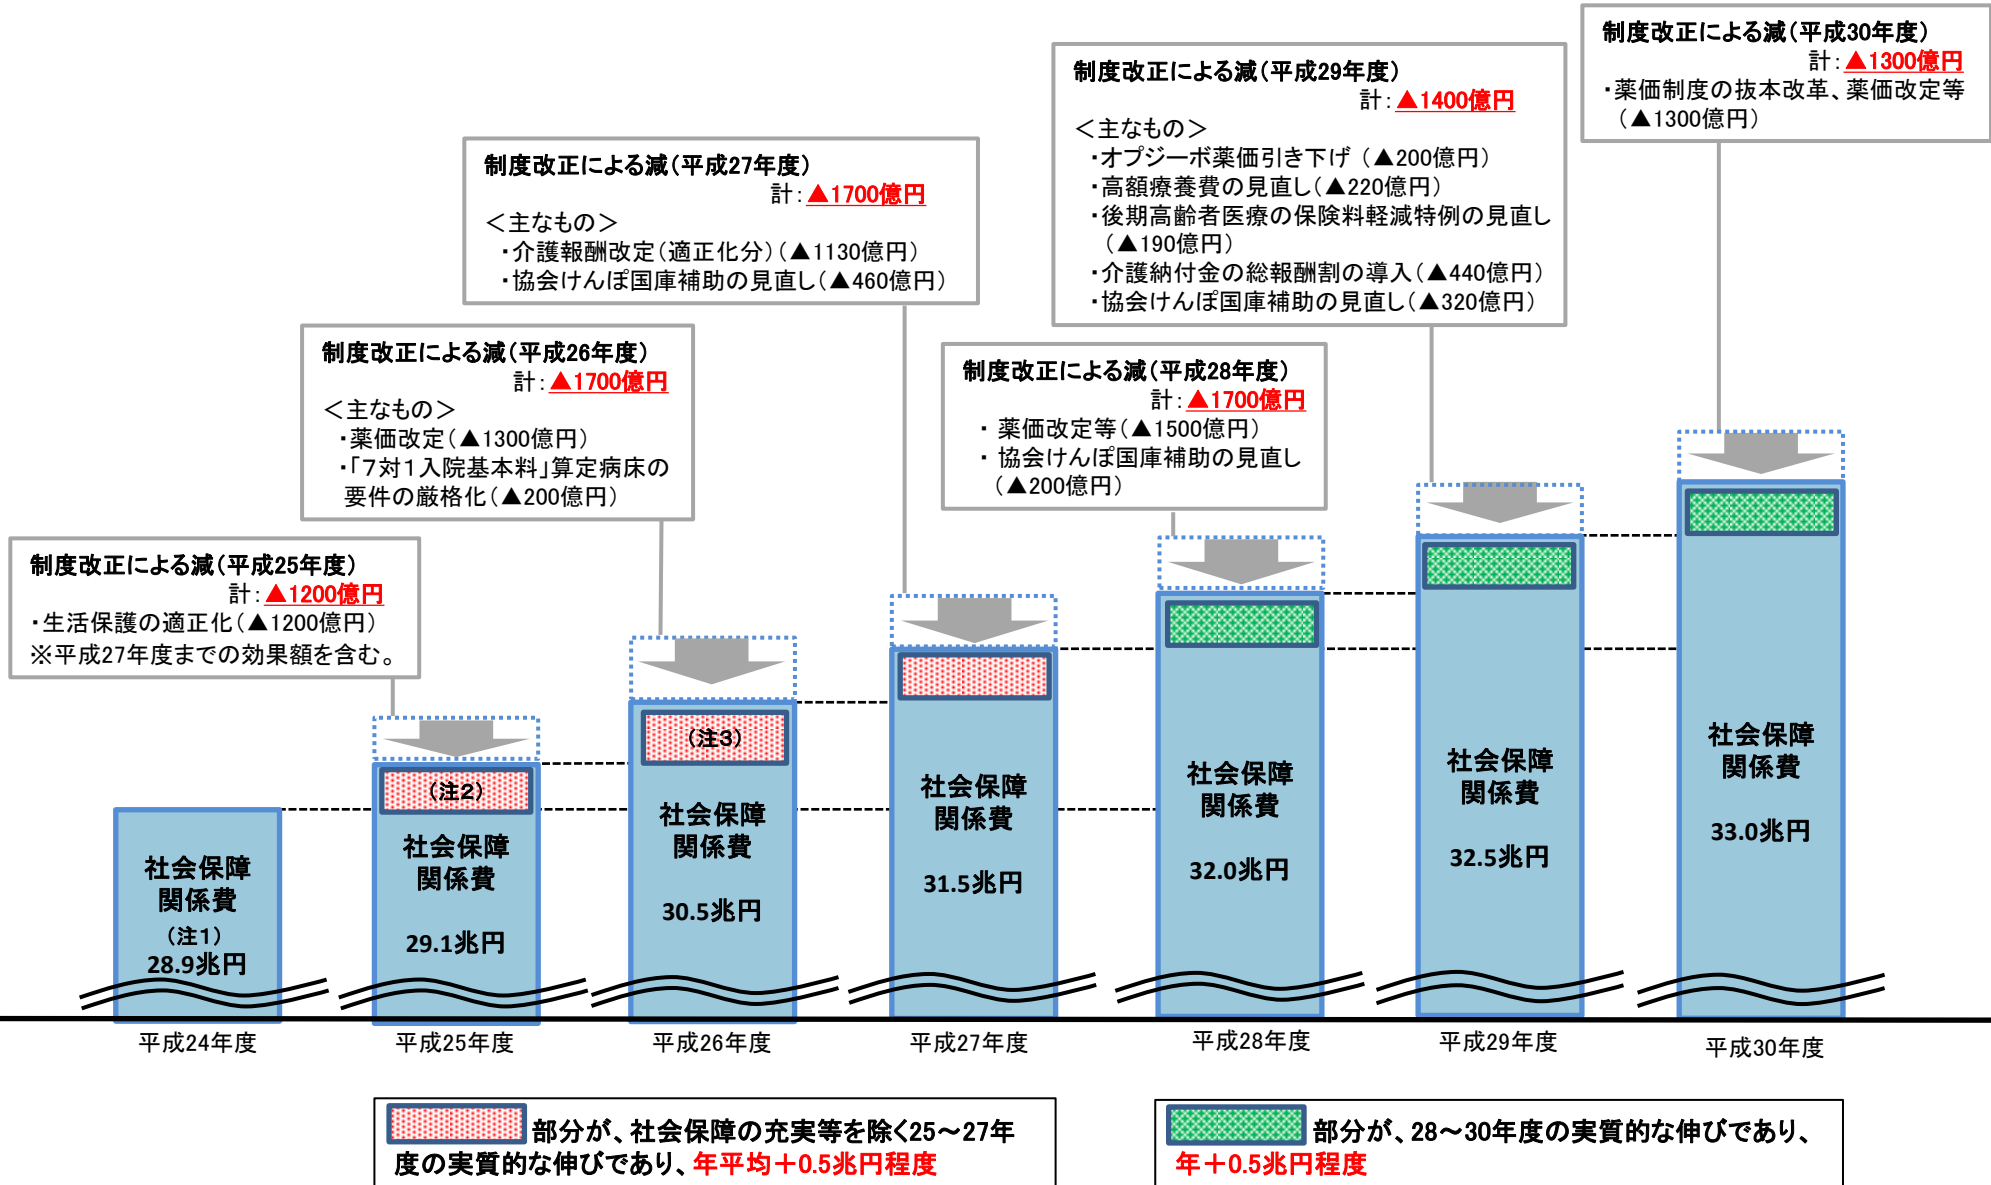 制度改正による減（平成30年度）
計：▲1300億円
・薬価制度の抜本改革、薬価改定等
（▲1300億円）
制度改正による減（平成29年度）
計：▲1400億円
＜主なもの＞
・オプジーボ薬価引き下げ （▲200億円）
・高額療養費の見直し（▲220億円）
・後期高齢者医療の保険料軽減特例の見直し
（▲190億円）
・介護納付金の総報酬割の導入（▲440億円）
・協会けんぽ国庫補助の見直し（▲320億円）
制度改正による減（平成27年度）
計：▲1700億円
＜主なもの＞
・介護報酬改定（適正化分）（▲1130億円）
・協会けんぽ国庫補助の見直し（▲460億円）
制度改正による減（平成26年度）
計：▲1700億円
＜主なもの＞
・薬価改定（▲1300億円）
・「７対１入院基本料」算定病床の
要件の厳格化（▲200億円）
制度改正による減（平成28年度）
計：▲1700億円
・ 薬価改定等（▲1500億円）
・ 協会けんぽ国庫補助の見直し
（▲200億円）
制度改正による減（平成25年度）
計：▲1200億円
・生活保護の適正化（▲1200億円）
※平成27年度までの効果額を含む。
社会保障
関係費
（注1）
28.9兆円
（注2）
社会保障
関係費
29.1兆円
（注3）
社会保障
関係費
30.5兆円
社会保障
関係費
31.5兆円
社会保障
関係費
32.0兆円
社会保障
関係費
32.5兆円
社会保障
関係費
33.0兆円
平成24年度
平成25年度
平成26年度
平成27年度
平成28年度
平成29年度
平成30年度
部分が、社会保障の充実等を除く25～27年
度の実質的な伸びであり、年平均＋0.5兆円程度
部分が、28～30年度の実質的な伸びであり、
年＋0.5兆円程度